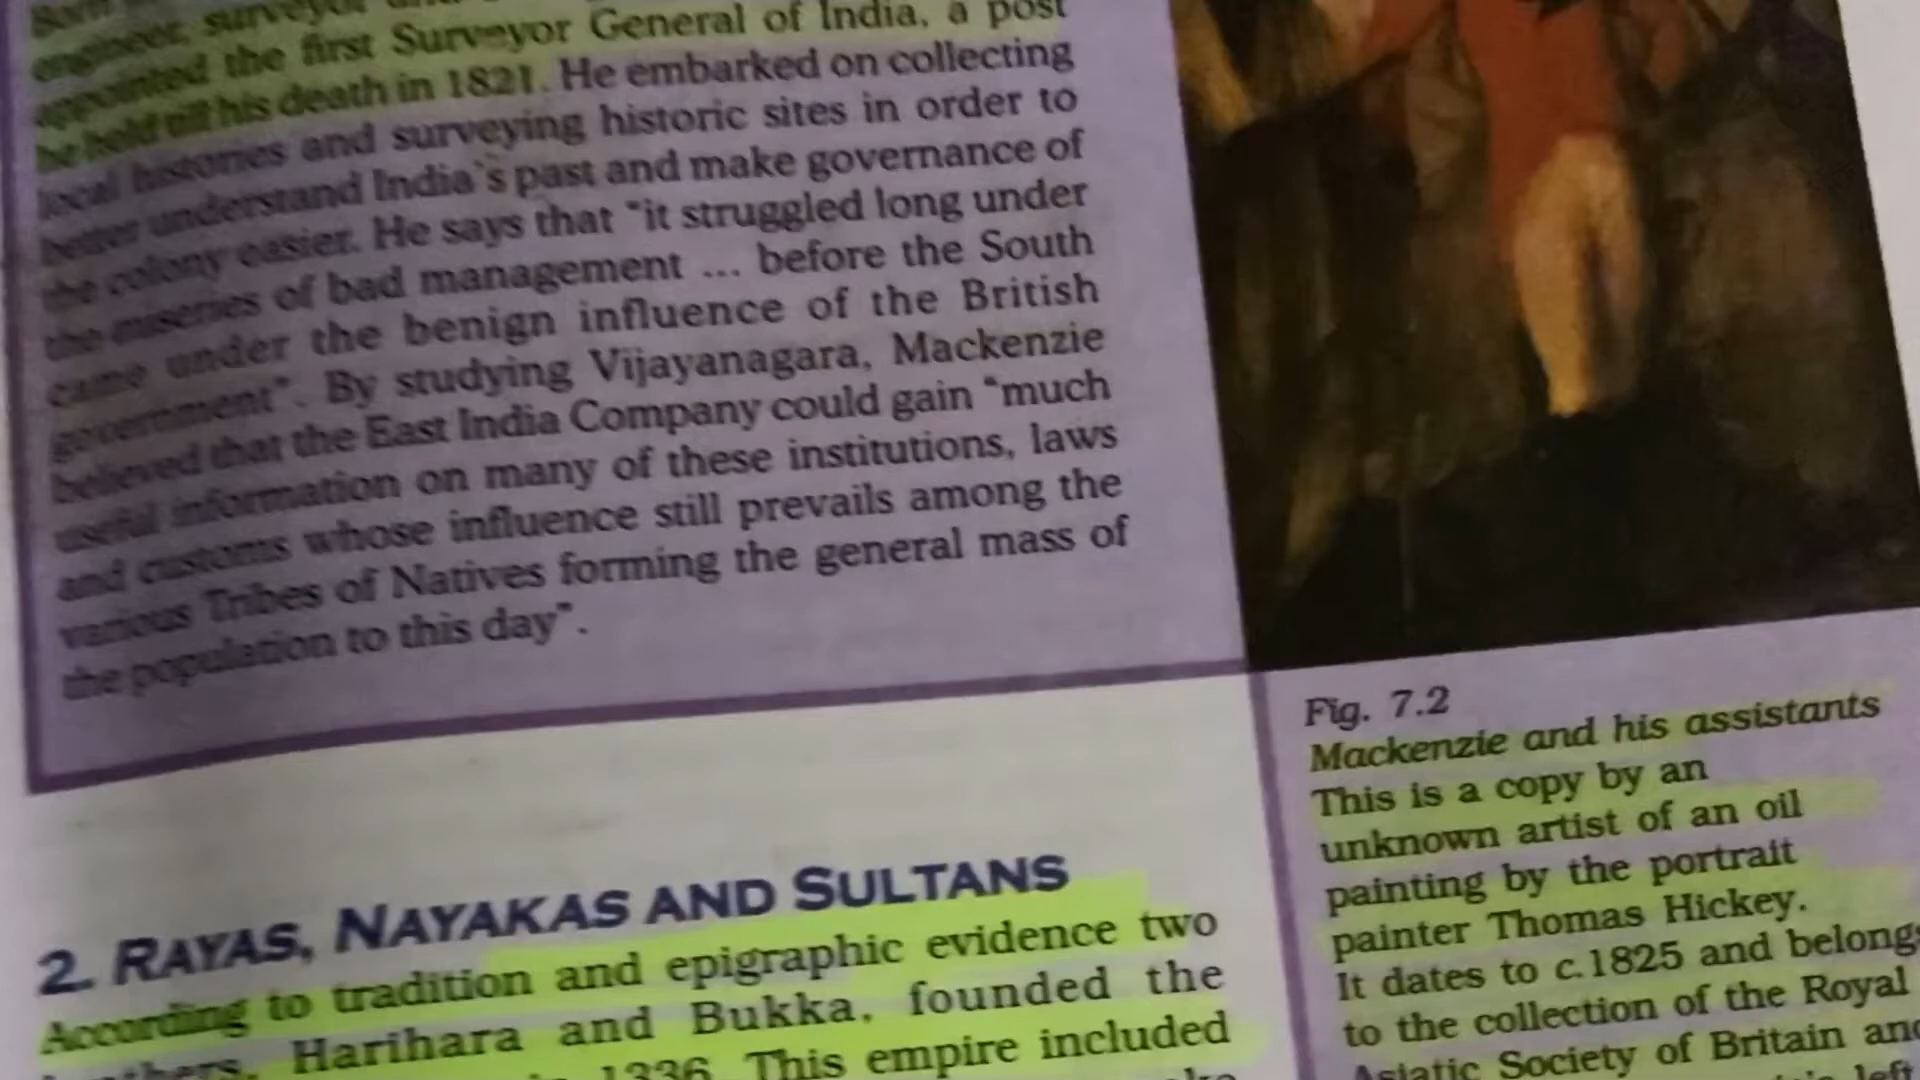 engineer, surveyor
appointed the first Surveyor General of India, a post
he held till his death in 1821. He embarked on collecting
local histories and surveying historic sites in order to
better understand India's past and make governance of
the colony easier. He says that "it struggled long under
the miseries of bad management ... before the South
came under the benign influence of the British
government". By studying Vijayanagara, Mackenzie
believed that the East India Company could gain "much
useful information on many of these institutions, laws
and customs whose influence still prevails among the
various Tribes of Natives forming the general mass of
the population to this day".
2. RAYAS, NAYAKAS AND SULTANS
According to tradition and epigraphic evidence two
Harihara and Bukka, founded the
1336. This empire included
Fig. 7.2
Mackenzie and his assistants
This is a copy by an
unknown artist of an oil
painting by the portrait
painter Thomas Hickey.
It dates to c.1825 and belongs
to the collection of the Royal
Asiatic Society of Britain and
left